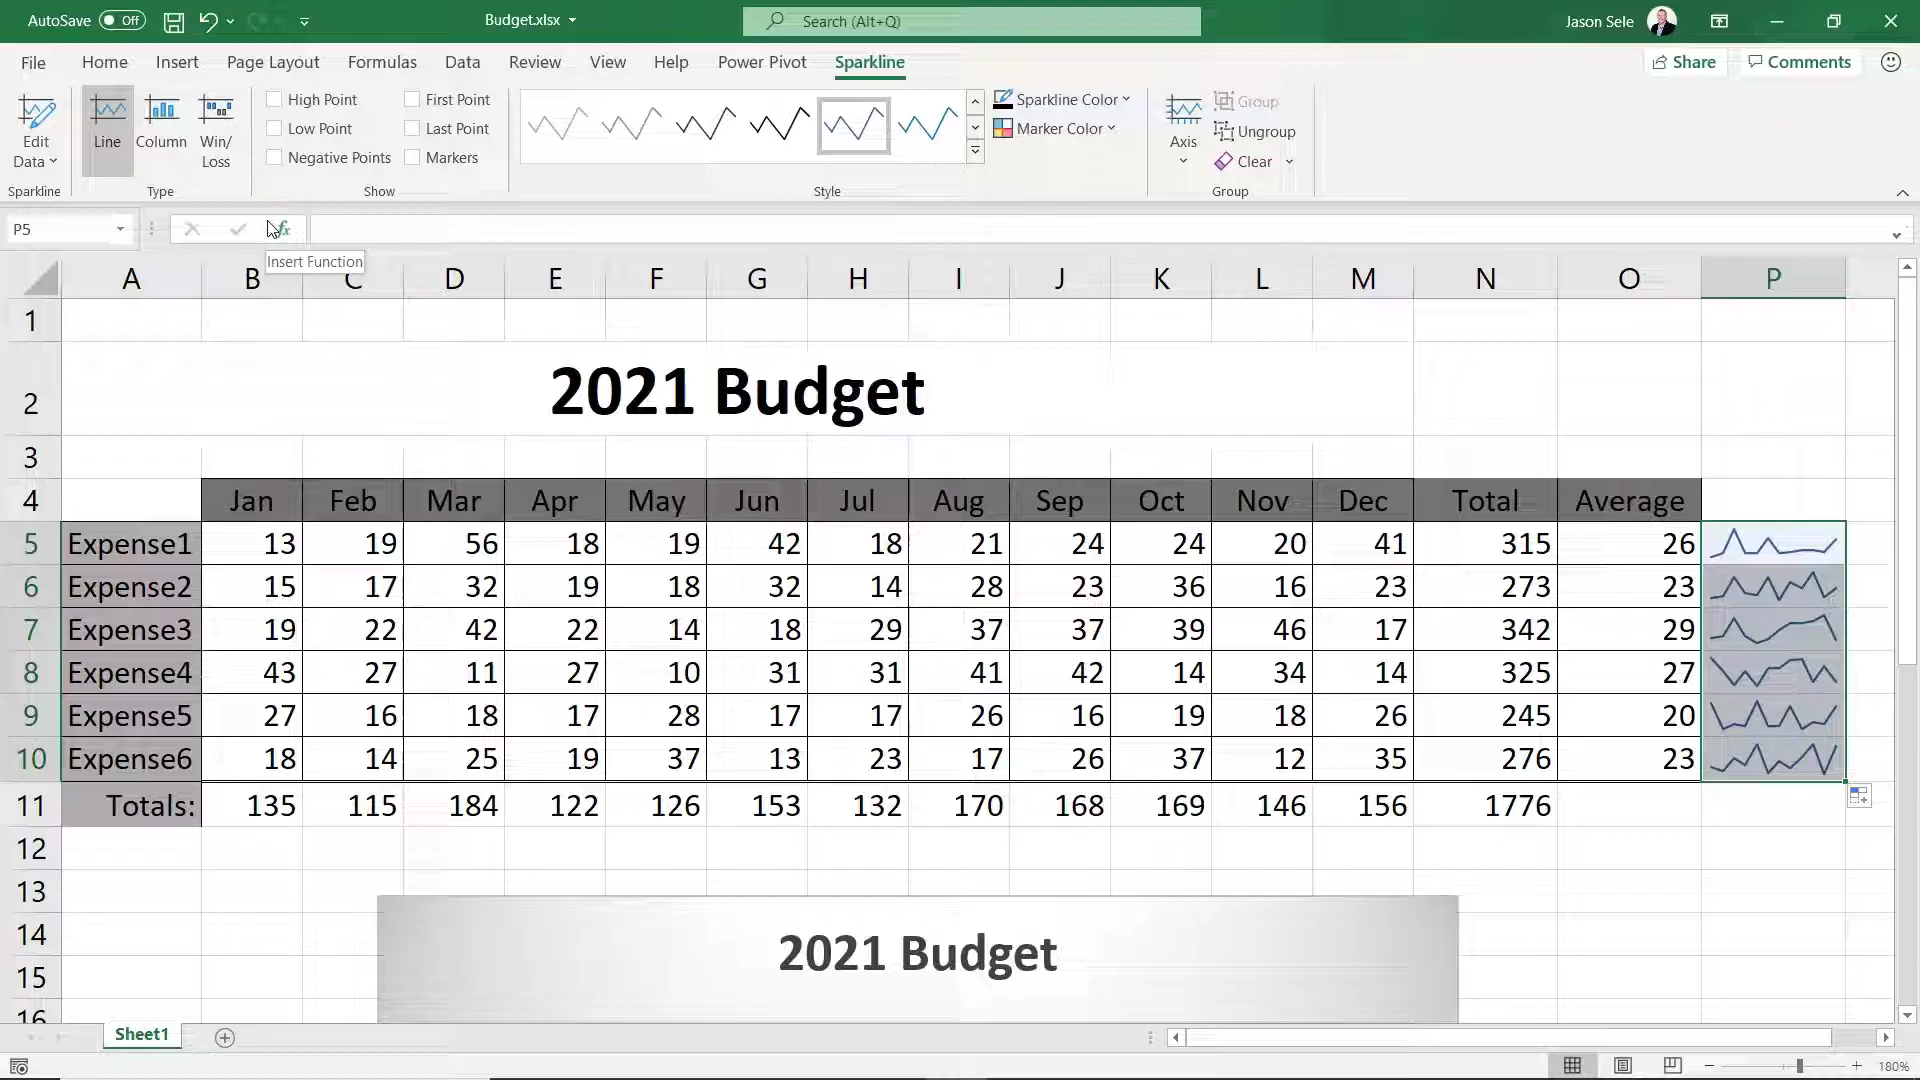 AutoSave Off Budget.xlsx Search (Alt+Q) Jason Sele
File Home Insert Page Layout Formulas Data Review View Help Power Pivot Sparkline Share Comments
Edit Data
Line
Column
Win/ Loss
High Point
Low Point
Negative Points
First Point
Last Point
Markers
Sparkline Color
Marker Color
Axis
Group
Ungroup
Clear
Sparkline Type Show Style Group
P5 fx
Insert Function
A B C D E F G H I J K L M N O P
1
2 2021 Budget
3
4 Jan Feb Mar Apr May Jun Jul Aug Sep Oct Nov Dec Total Average
5 Expense1 13 19 56 18 19 42 18 21 24 24 20 41 315 26
6 Expense2 15 17 32 19 18 32 14 28 23 36 16 23 273 23
7 Expense3 19 22 42 22 14 18 29 37 37 39 46 17 342 29
8 Expense4 43 27 11 27 10 31 31 41 42 14 34 14 325 27
9 Expense5 27 16 18 17 28 17 17 26 16 19 18 26 245 20
10 Expense6 18 14 25 19 37 13 23 17 26 37 12 35 276 23
11 Totals: 135 115 184 122 126 153 132 170 168 169 146 156 1776
12
13
14 2021 Budget
15
16
Sheet1
180%